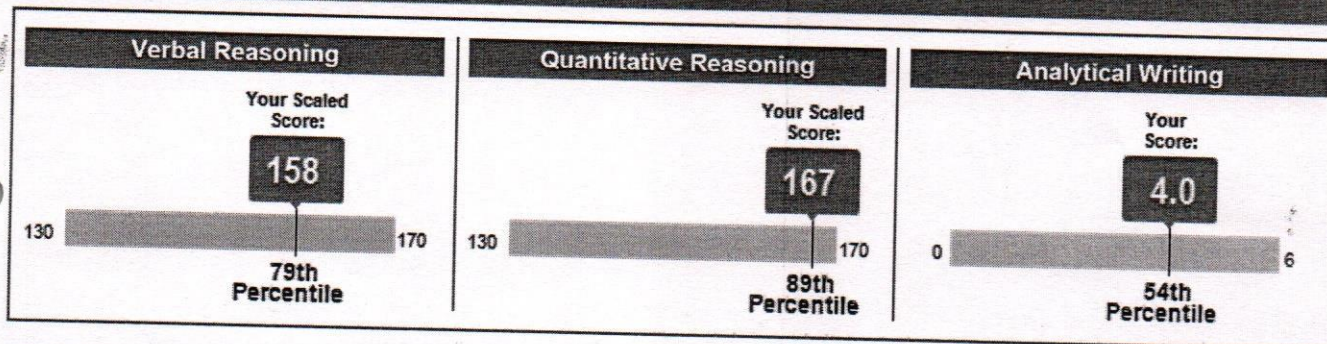 Verbal Reasoning
Your Scaled
Score:
158
130
170
79th
Percentile
Quantitative Reasoning
Your Scaled
Score:
167
130
170
89th
Percentile
Analytical Writing
Your
Score:
4.0
0
6
54th
Percentile